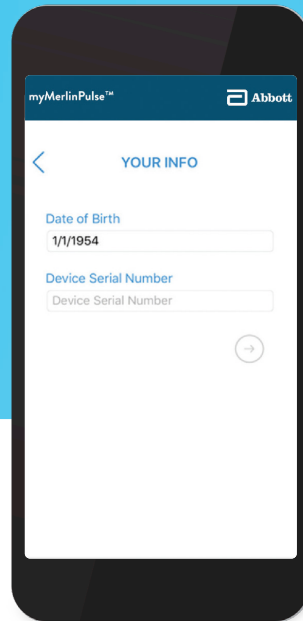 myMerlinPulse™
Abbott
YOUR INFO
Date of Birth
1/1/1954
Device Serial Number
Device Serial Number